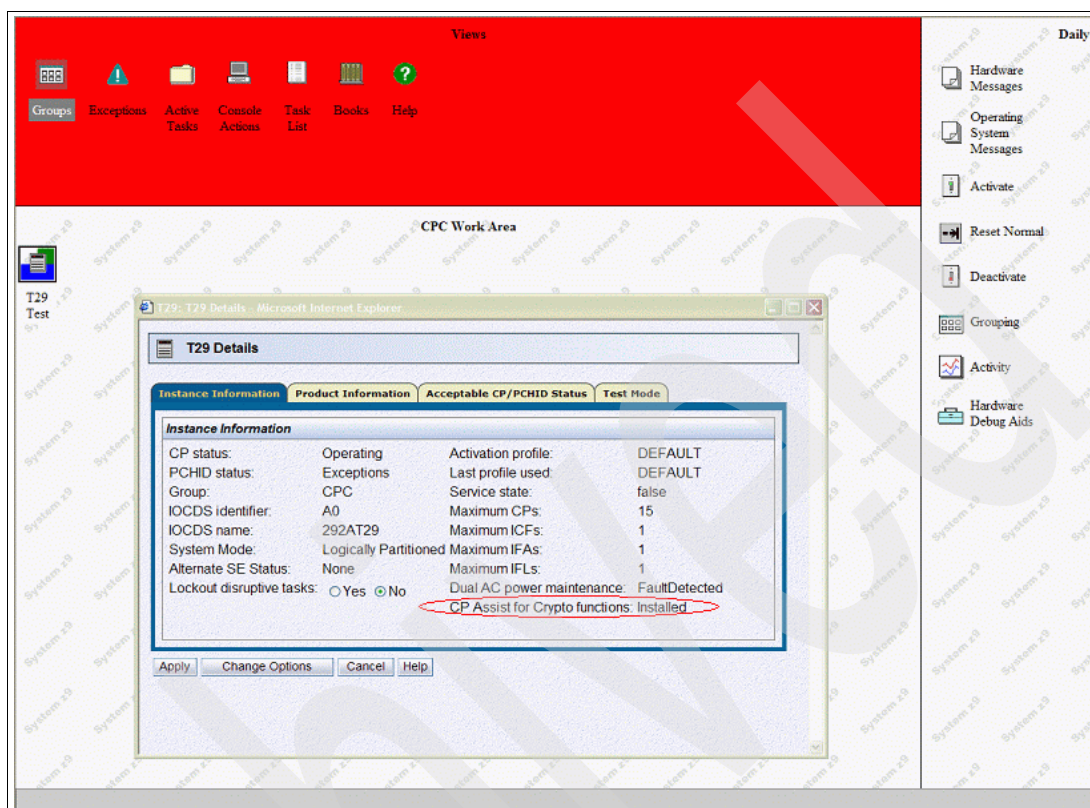 Views
Groups
Exceptions
Active
Tasks
Console
Actions
Task
List
Books
Help
Daily
Hardware
Messages
Operating
System
Messages
Activate
Reset Normal
Deactivate
Grouping
Activity
Hardware
Debug Aids
CPC Work Area
T29
Test
T29: T29 Details - Microsoft Internet Explorer
T29 Details
Instance Information Product Information Acceptable CP/PCHID Status Test Mode
Instance Information
CP status: Operating Activation profile: DEFAULT
PCHID status: Exceptions Last profile used: DEFAULT
Group: CPC Service state: false
IOCDS identifier: A0 Maximum CPs: 15
IOCDS name: 292AT29 Maximum ICFs: 1
System Mode: Logically Partitioned Maximum IFAs: 1
Alternate SE Status: None Maximum IFLs: 1
Lockout disruptive tasks: Yes No Dual AC power maintenance: FaultDetected
CP Assist for Crypto functions: Installed
Apply Change Options Cancel Help
System z9